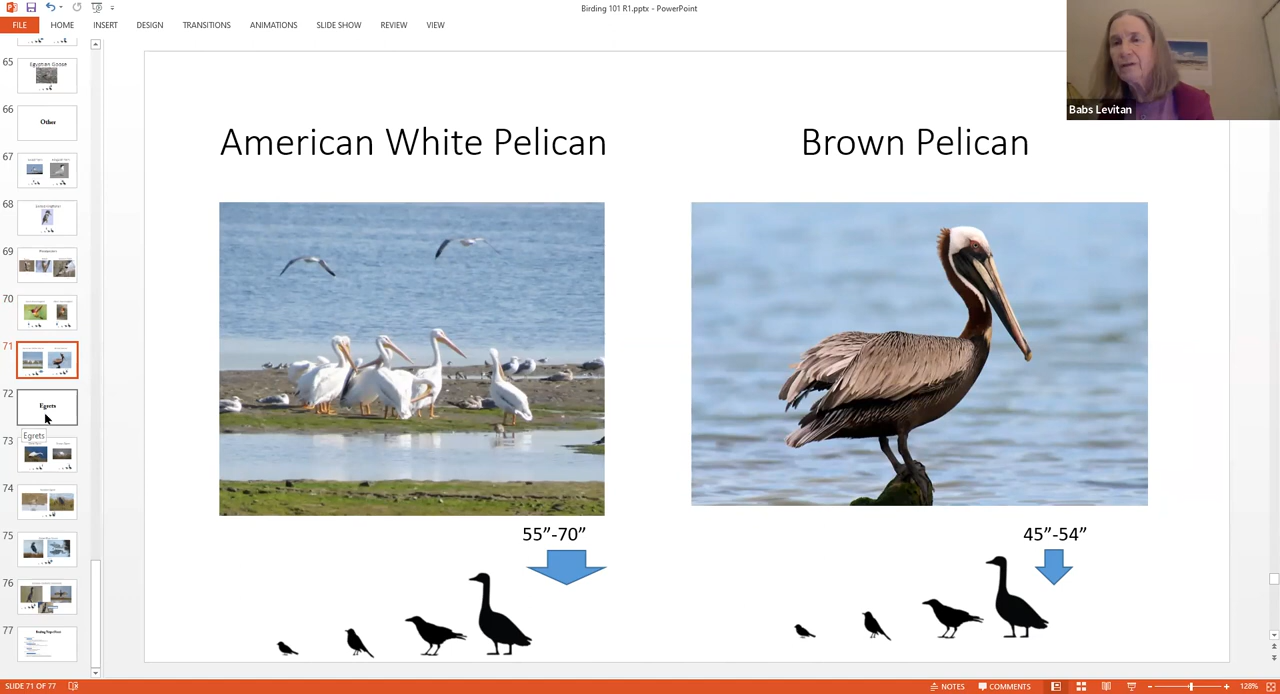 Birding 101 R1.pptx - PowerPoint
FILE HOME INSERT DESIGN TRANSITIONS ANIMATIONS SLIDE SHOW REVIEW VIEW
Babs Levitan
American White Pelican
Brown Pelican
55”-70”
45”-54”
65
Egyptian Goose
66
Other
67
68
69
70
71
72
Egrets
Egrets
73
74
75
76
77
SLIDE 71 OF 77
NOTES
COMMENTS
128%